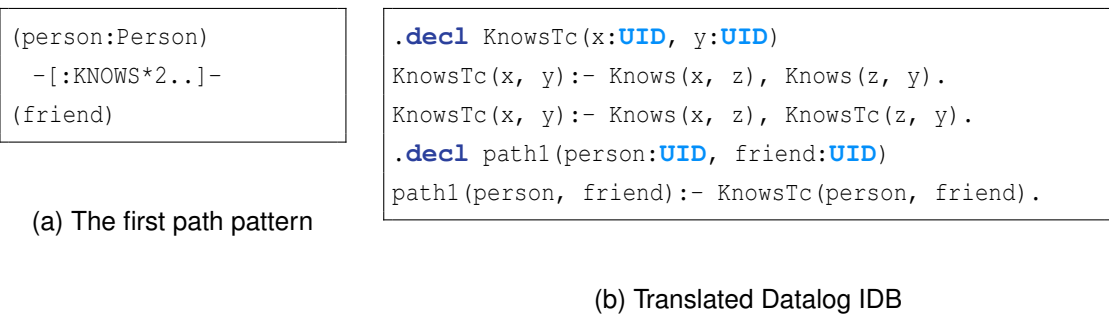 (person:Person)
-[:KNOWS*2..]-
(friend)
(a) The first path pattern
.decl KnowsTc(x:UID, y:UID)
KnowsTc(x, y):- Knows(x, z), Knows(z, y).
KnowsTc(x, y):- Knows(x, z), KnowsTc(z, y).
.decl path1(person:UID, friend:UID)
path1(person, friend):- KnowsTc(person, friend).
(b) Translated Datalog IDB